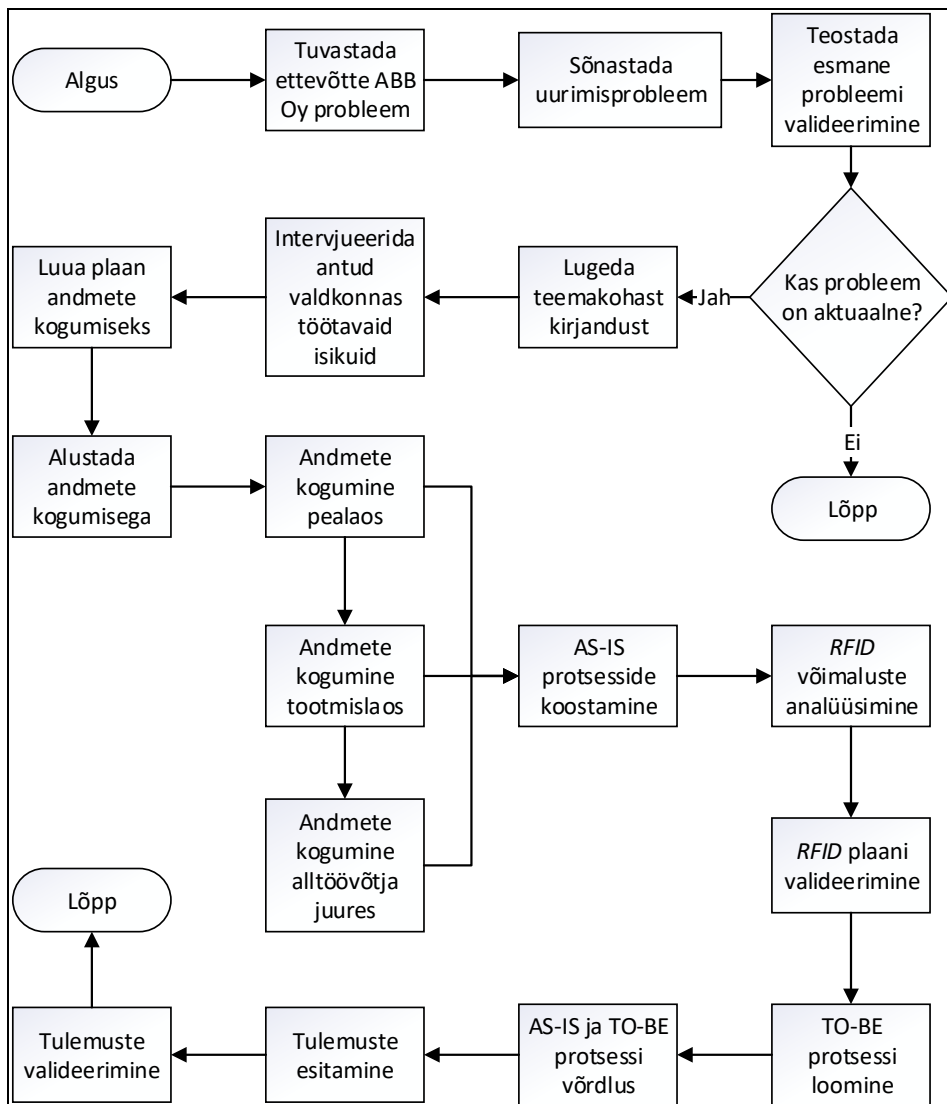 Algus
Tuvastada
ettevõtte ABB
Oy probleem
Sõnastada
uurimisprobleem
Teostada
esmane
probleemi
valideerimine
Kas probleem
on aktuaalne?
Jah
Ei
Lõpp
Lugeda
teemakohast
kirjandust
Intervjueerida
antud
valdkonnas
töötavaid
isikuid
Luua plaan
andmete
kogumiseks
Alustada
andmete
kogumisega
Andmete
kogumine
pealaos
Andmete
kogumine
tootmislaos
Andmete
kogumine
alltöövõtja
juures
AS-IS
protsesside
koostamine
RFID
võimaluste
analüüsimine
RFID plaani
valideerimine
TO-BE
protsessi
loomine
AS-IS ja TO-BE
protsessi
võrdlus
Tulemuste
esitamine
Tulemuste
valideerimine
Lõpp